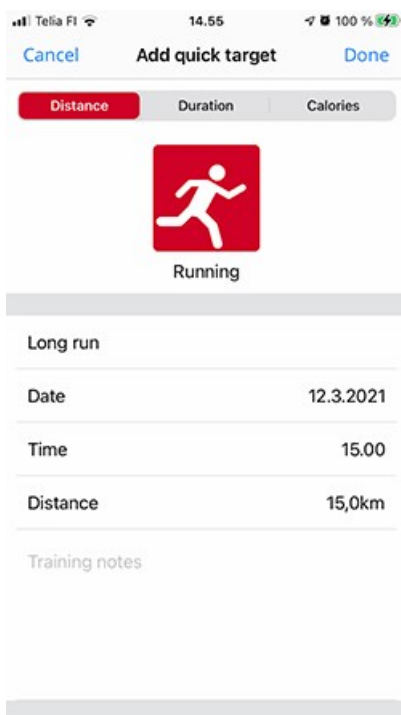 Telia FI 14.55 100 %
Cancel Add quick target Done
Distance Duration Calories
Running
Long run
Date 12.3.2021
Time 15.00
Distance 15,0km
Training notes